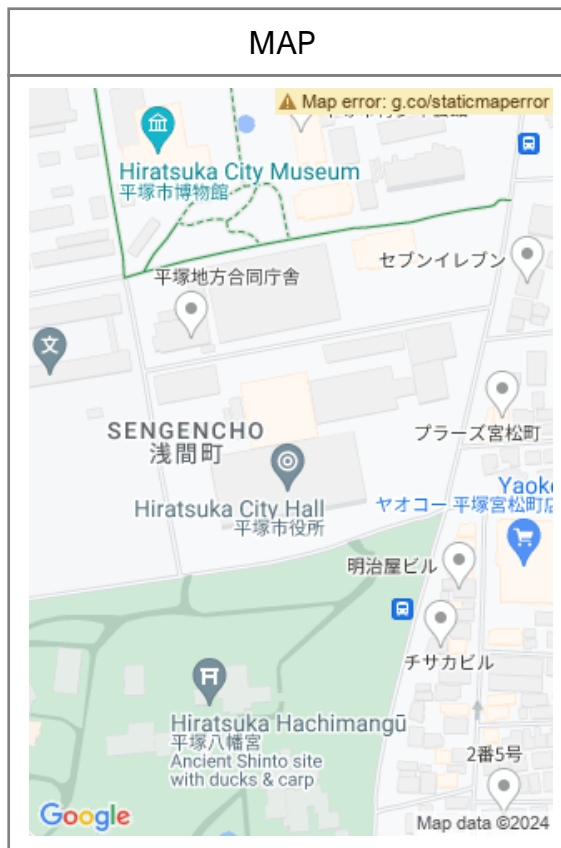 MAP
Map error: g.co/staticmaperror
Hiratsuka City Museum
平塚市博物館
セブンイレブン
平塚地方合同庁舎
文
プラーズ宮松町
SENGENCHO
浅間町
Hiratsuka City Hall
平塚市役所
Yaoko
ヤオコー 平塚宮松町店
明治屋ビル
チサカビル
Hiratsuka Hachimangū
平塚八幡宮
Ancient Shinto site
with ducks & carp
2番5号
Google
Map data ©2024